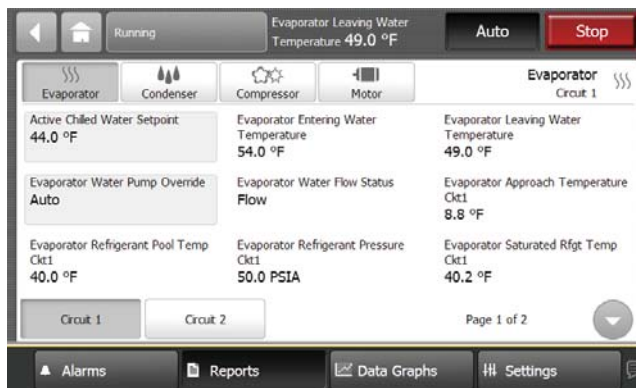 Running
Evaporator Leaving Water
Temperature 49.0 °F
Auto
Stop
Evaporator
Condenser
Compressor
Motor
Evaporator
Circuit 1
Active Chilled Water Setpoint
44.0 °F
Evaporator Entering Water
Temperature
54.0 °F
Evaporator Leaving Water
Temperature
49.0 °F
Evaporator Water Pump Override
Auto
Evaporator Water Flow Status
Flow
Evaporator Approach Temperature
Ckt1
8.8 °F
Evaporator Refrigerant Pool Temp
Ckt1
40.0 °F
Evaporator Refrigerant Pressure
Ckt1
50.0 PSIA
Evaporator Saturated Rfgt Temp
Ckt1
40.2 °F
Circuit 1
Circuit 2
Page 1 of 2
Alarms
Reports
Data Graphs
Settings